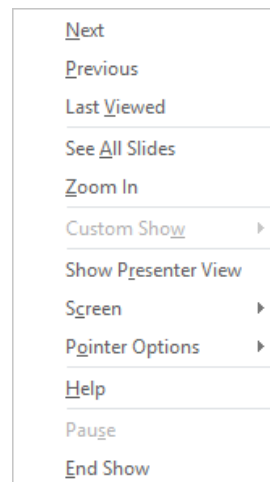 Next
Previous
Last Viewed
See All Slides
Zoom In
Custom Show
Show Presenter View
Screen
Pointer Options
Help
Pause
End Show